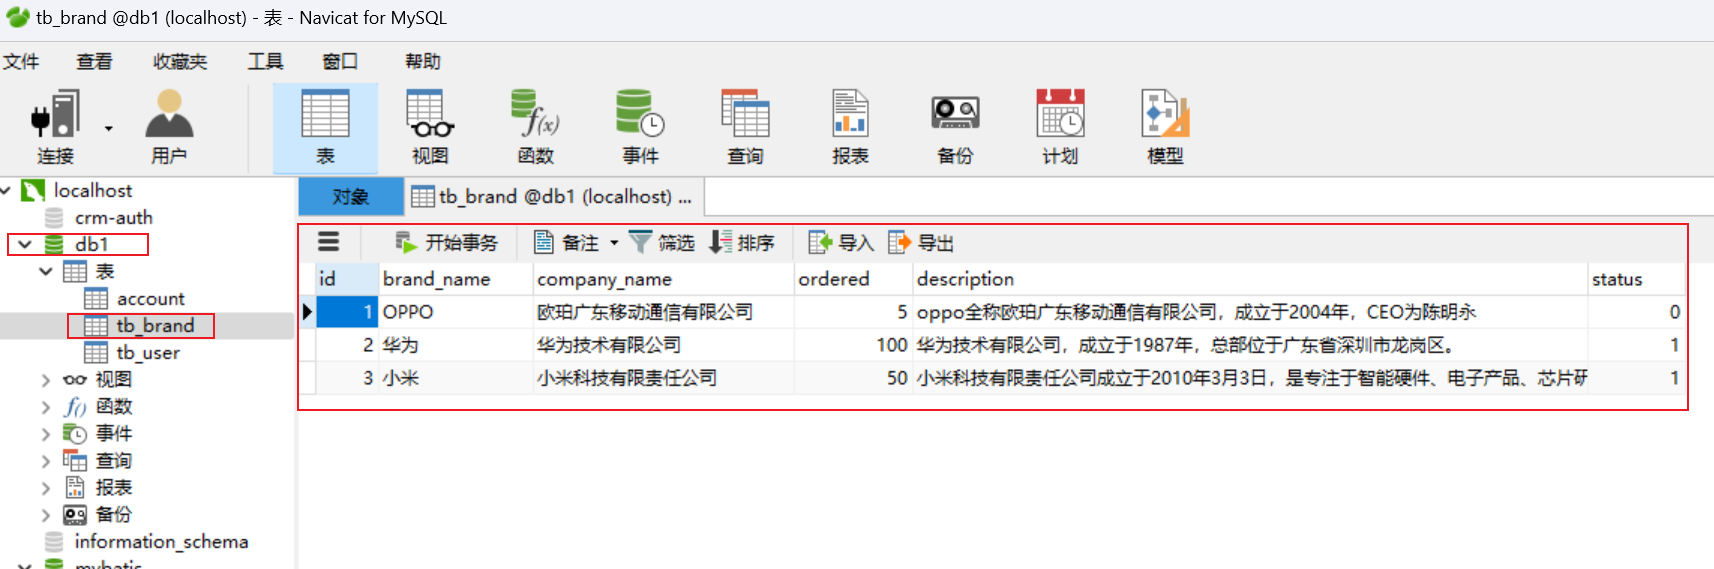 tb_brand @db1 (localhost) - 表 - Navicat for MySQL
文件 查看 收藏夹 工具 窗口 帮助
连接 用户 表 视图 函数 事件 查询 报表 备份 计划 模型
localhost
crm-auth
db1
表
account
tb_brand
tb_user
视图
函数
事件
查询
报表
备份
information_schema
对象 tb_brand @db1 (localhost) ...
开始事务 备注 筛选 排序 导入 导出
id brand_name company_name ordered description status
1 OPPO 欧珀广东移动通信有限公司 5 oppo全称欧珀广东移动通信有限公司，成立于2004年，CEO为陈明永 0
2 华为 华为技术有限公司 100 华为技术有限公司，成立于1987年，总部位于广东省深圳市龙岗区。 1
3 小米 小米科技有限责任公司 50 小米科技有限责任公司成立于2010年3月3日，是专注于智能硬件、电子产品、芯片研 1